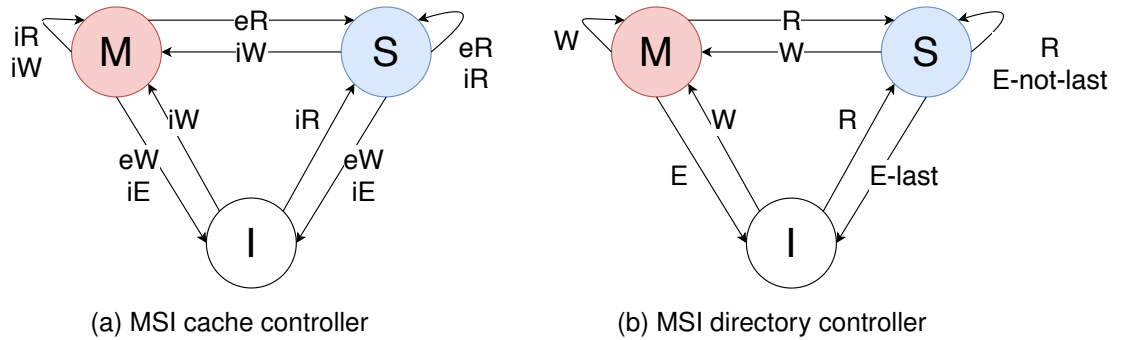 eR
iR
iW
M
iW
S
eR
iR
iW
iR
eW
iE
eW
iE
I
(a) MSI cache controller
R
W
M
W
S
R
E-not-last
W
R
E
E-last
I
(b) MSI directory controller